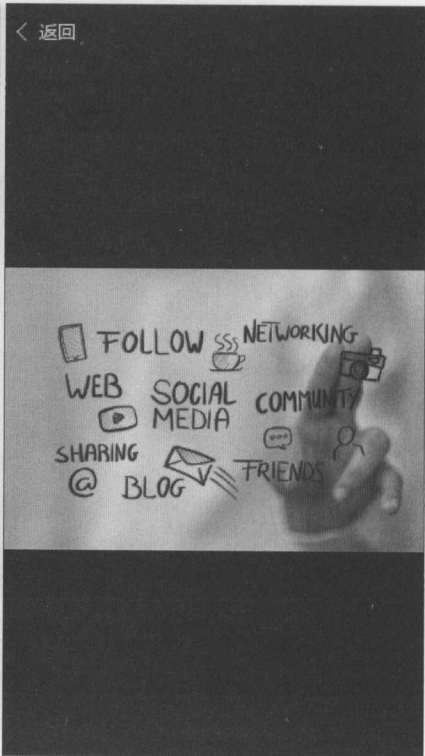 < 返回
FOLLOW
NETWORKING
WEB
SOCIAL
MEDIA
COMMUNITY
SHARING
@
BLOG
FRIENDS